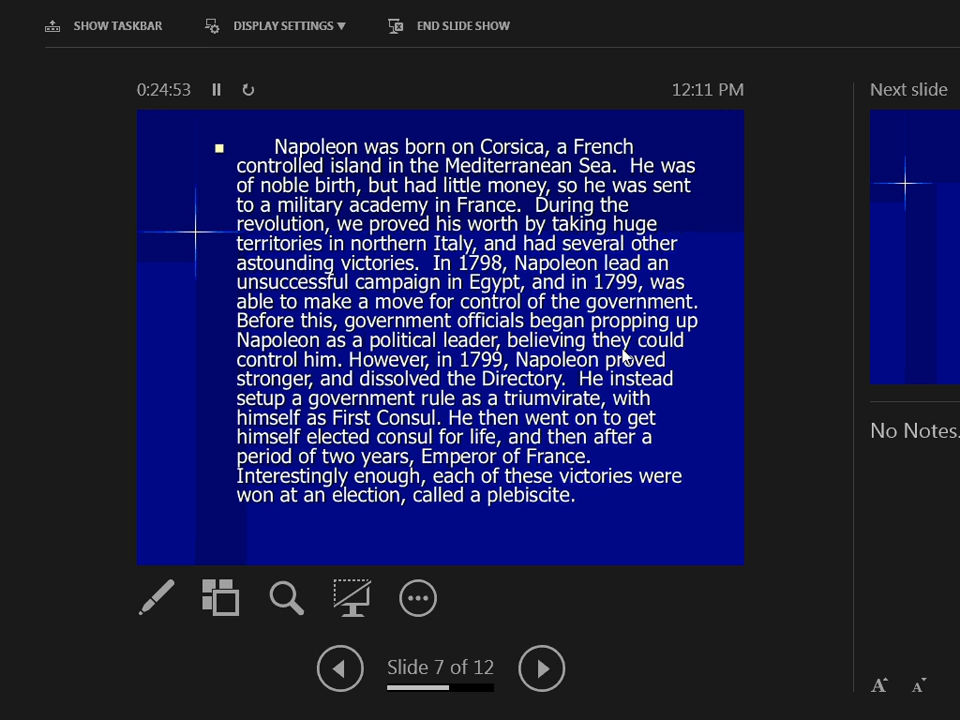 SHOW TASKBAR DISPLAY SETTINGS ▼ END SLIDE SHOW
0:24:53 12:11 PM Next slide
Napoleon was born on Corsica, a French
controlled island in the Mediterranean Sea. He was
of noble birth, but had little money, so he was sent
to a military academy in France. During the
revolution, we proved his worth by taking huge
territories in northern Italy, and had several other
astounding victories. In 1798, Napoleon lead an
unsuccessful campaign in Egypt, and in 1799, was
able to make a move for control of the government.
Before this, government officials began propping up
Napoleon as a political leader, believing they could
control him. However, in 1799, Napoleon proved
stronger, and dissolved the Directory. He instead
setup a government rule as a triumvirate, with
himself as First Consul. He then went on to get
himself elected consul for life, and then after a
period of two years, Emperor of France.
Interestingly enough, each of these victories were
won at an election, called a plebiscite.
No Notes.
Slide 7 of 12
A A